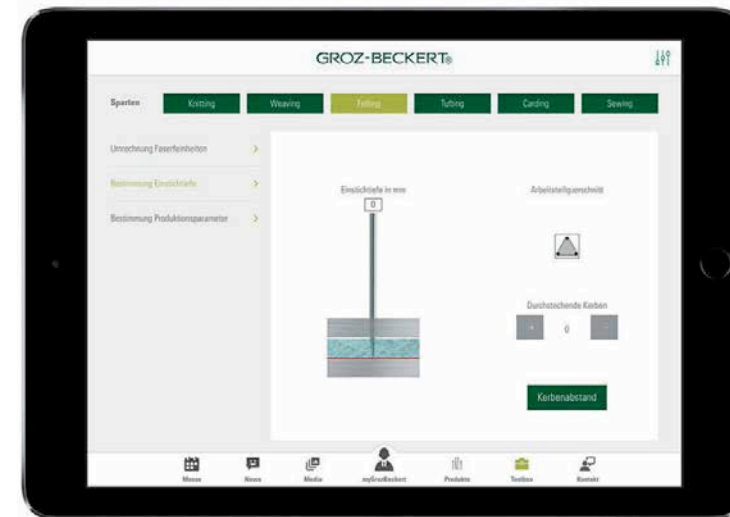 GROZ-BECKERT®
Sparten Knitting Weaving Felting Tufting Carding Sewing
Umrechnung Faserfeinheiten >
Bestimmung Einstichtiefe >
Bestimmung Produktionsparameter >
Einstichtiefe in mm
0
Arbeitsteilquerschnitt
Durchstechende Kerben
+ 0 -
Kerbenabstand
Messe News Media myGrozBeckert Produkte Toolbox Kontakt